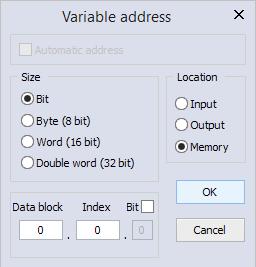 Variable address
Automatic address
Size
Bit
Byte (8 bit)
Word (16 bit)
Double word (32 bit)
Location
Input
Output
Memory
Data block Index Bit
0 . 0 . 0
OK
Cancel